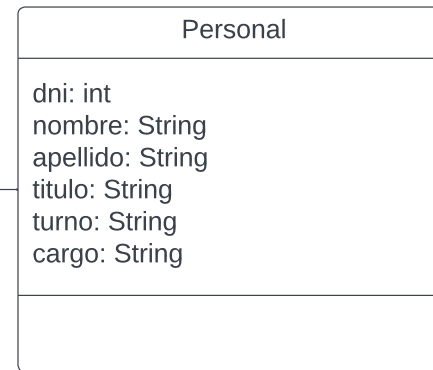 Personal
dni: int
nombre: String
apellido: String
titulo: String
turno: String
cargo: String